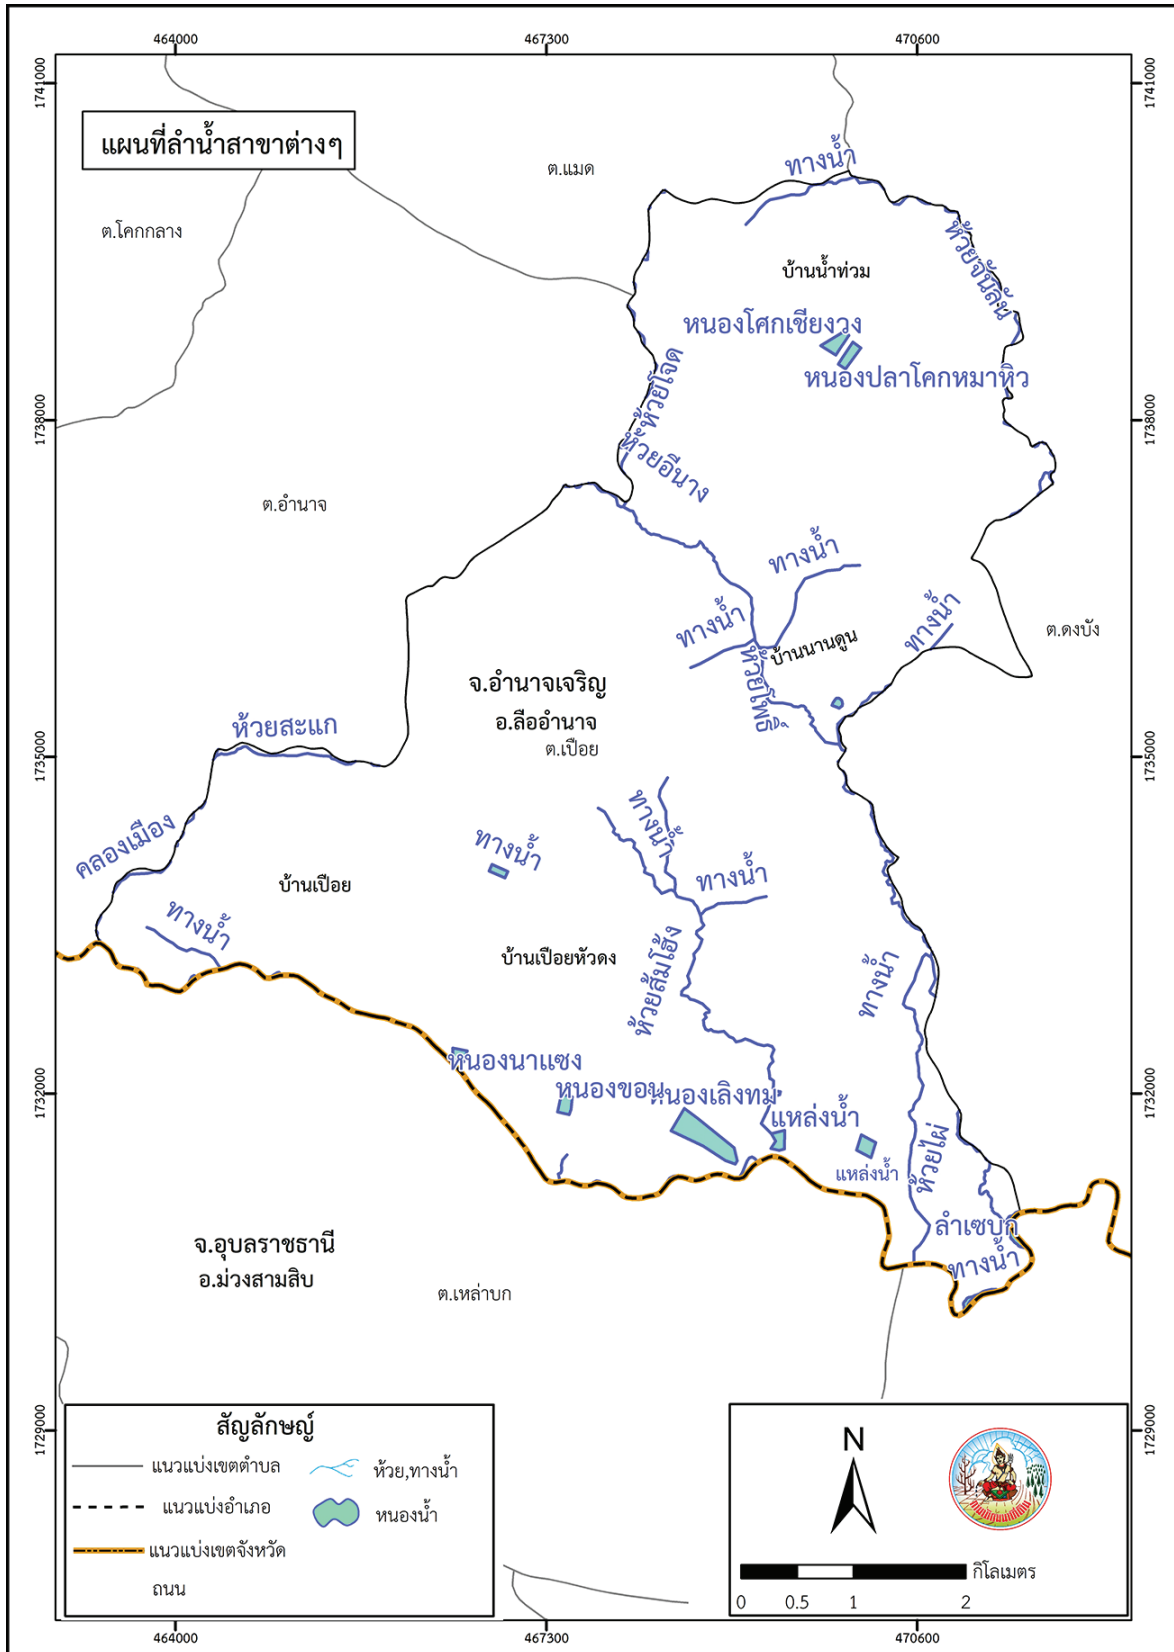 464000
467300
470600
1741000
1741000
แผนที่ลำน้ำสาขาต่างๆ
ต.แมด
ทางน้ำ
ต.โคกกลาง
ห้วยจันลัน
บ้านน้ำท่วม
หนองโศกเชียงวง
หนองปลาโคกหมาหิว
ห้วยโจด
1738000
1738000
ห้วยอีนาง
ต.อำนาจ
ทางน้ำ
ทางน้ำ
ทางน้ำ
ต.ดงบัง
บ้านนานดูน
ห้วยโพธิ์
จ.อำนาจเจริญ
อ.ลืออำนาจ
ต.เปือย
ห้วยสะแก
1735000
1735000
คลองเมือง
ทางน้ำ
ทางน้ำ
ทางน้ำ
บ้านเปือย
ทางน้ำ
บ้านเปือยหัวดง
ห้วยส้มโฮ้ง
ทางน้ำ
หนองนาแซง
หนองขอน
หนองเลิงทม
1732000
1732000
แหล่งน้ำ
แหล่งน้ำ
ห้วยไผ่
ลำเซบก
ทางน้ำ
จ.อุบลราชธานี
อ.ม่วงสามสิบ
ต.เหล่าบก
1729000
1729000
สัญลักษณ์
แนวแบ่งเขตตำบล
ห้วย,ทางน้ำ
แนวแบ่งอำเภอ
หนองน้ำ
แนวแบ่งเขตจังหวัด
ถนน
N
กิโลเมตร
0 0.5 1 2
464000
467300
470600